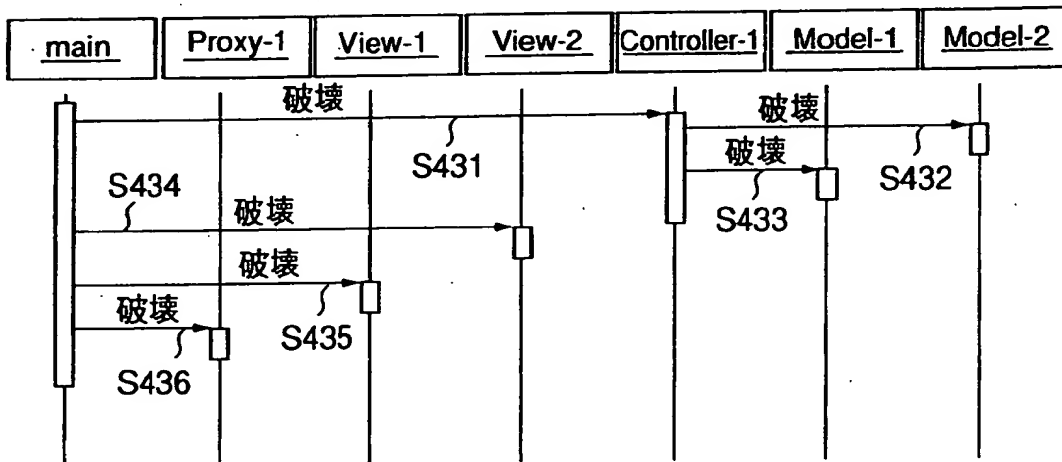 main
Proxy-1
View-1
View-2
Controller-1
Model-1
Model-2
破壊
S431
破壊
S432
破壊
S433
S434
破壊
破壊
S435
破壊
S436